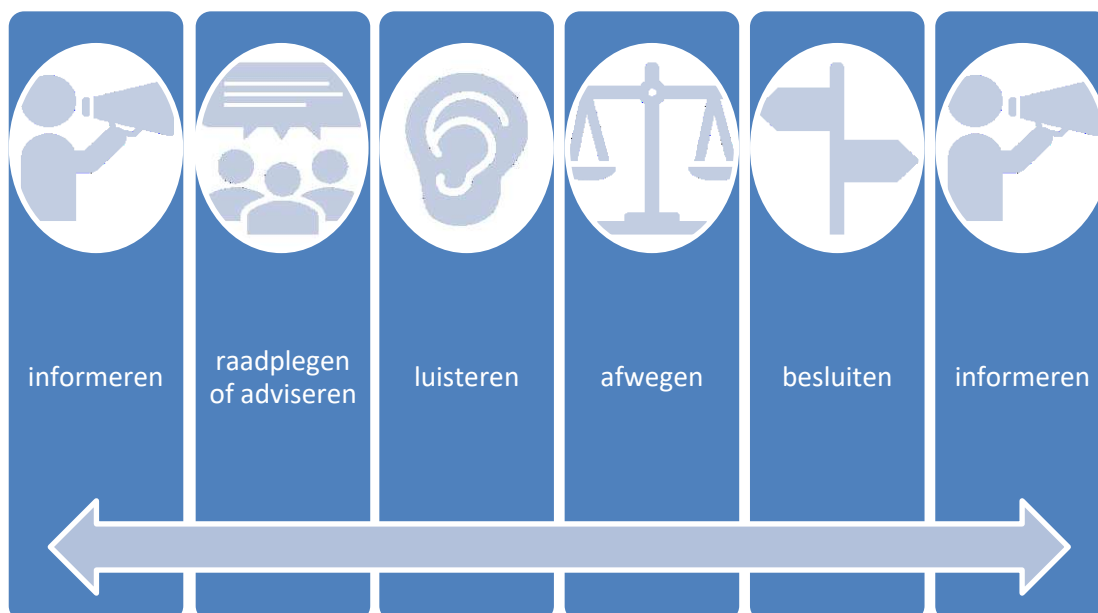 informeren
raadplegen
of adviseren
luisteren
afwegen
besluiten
informeren